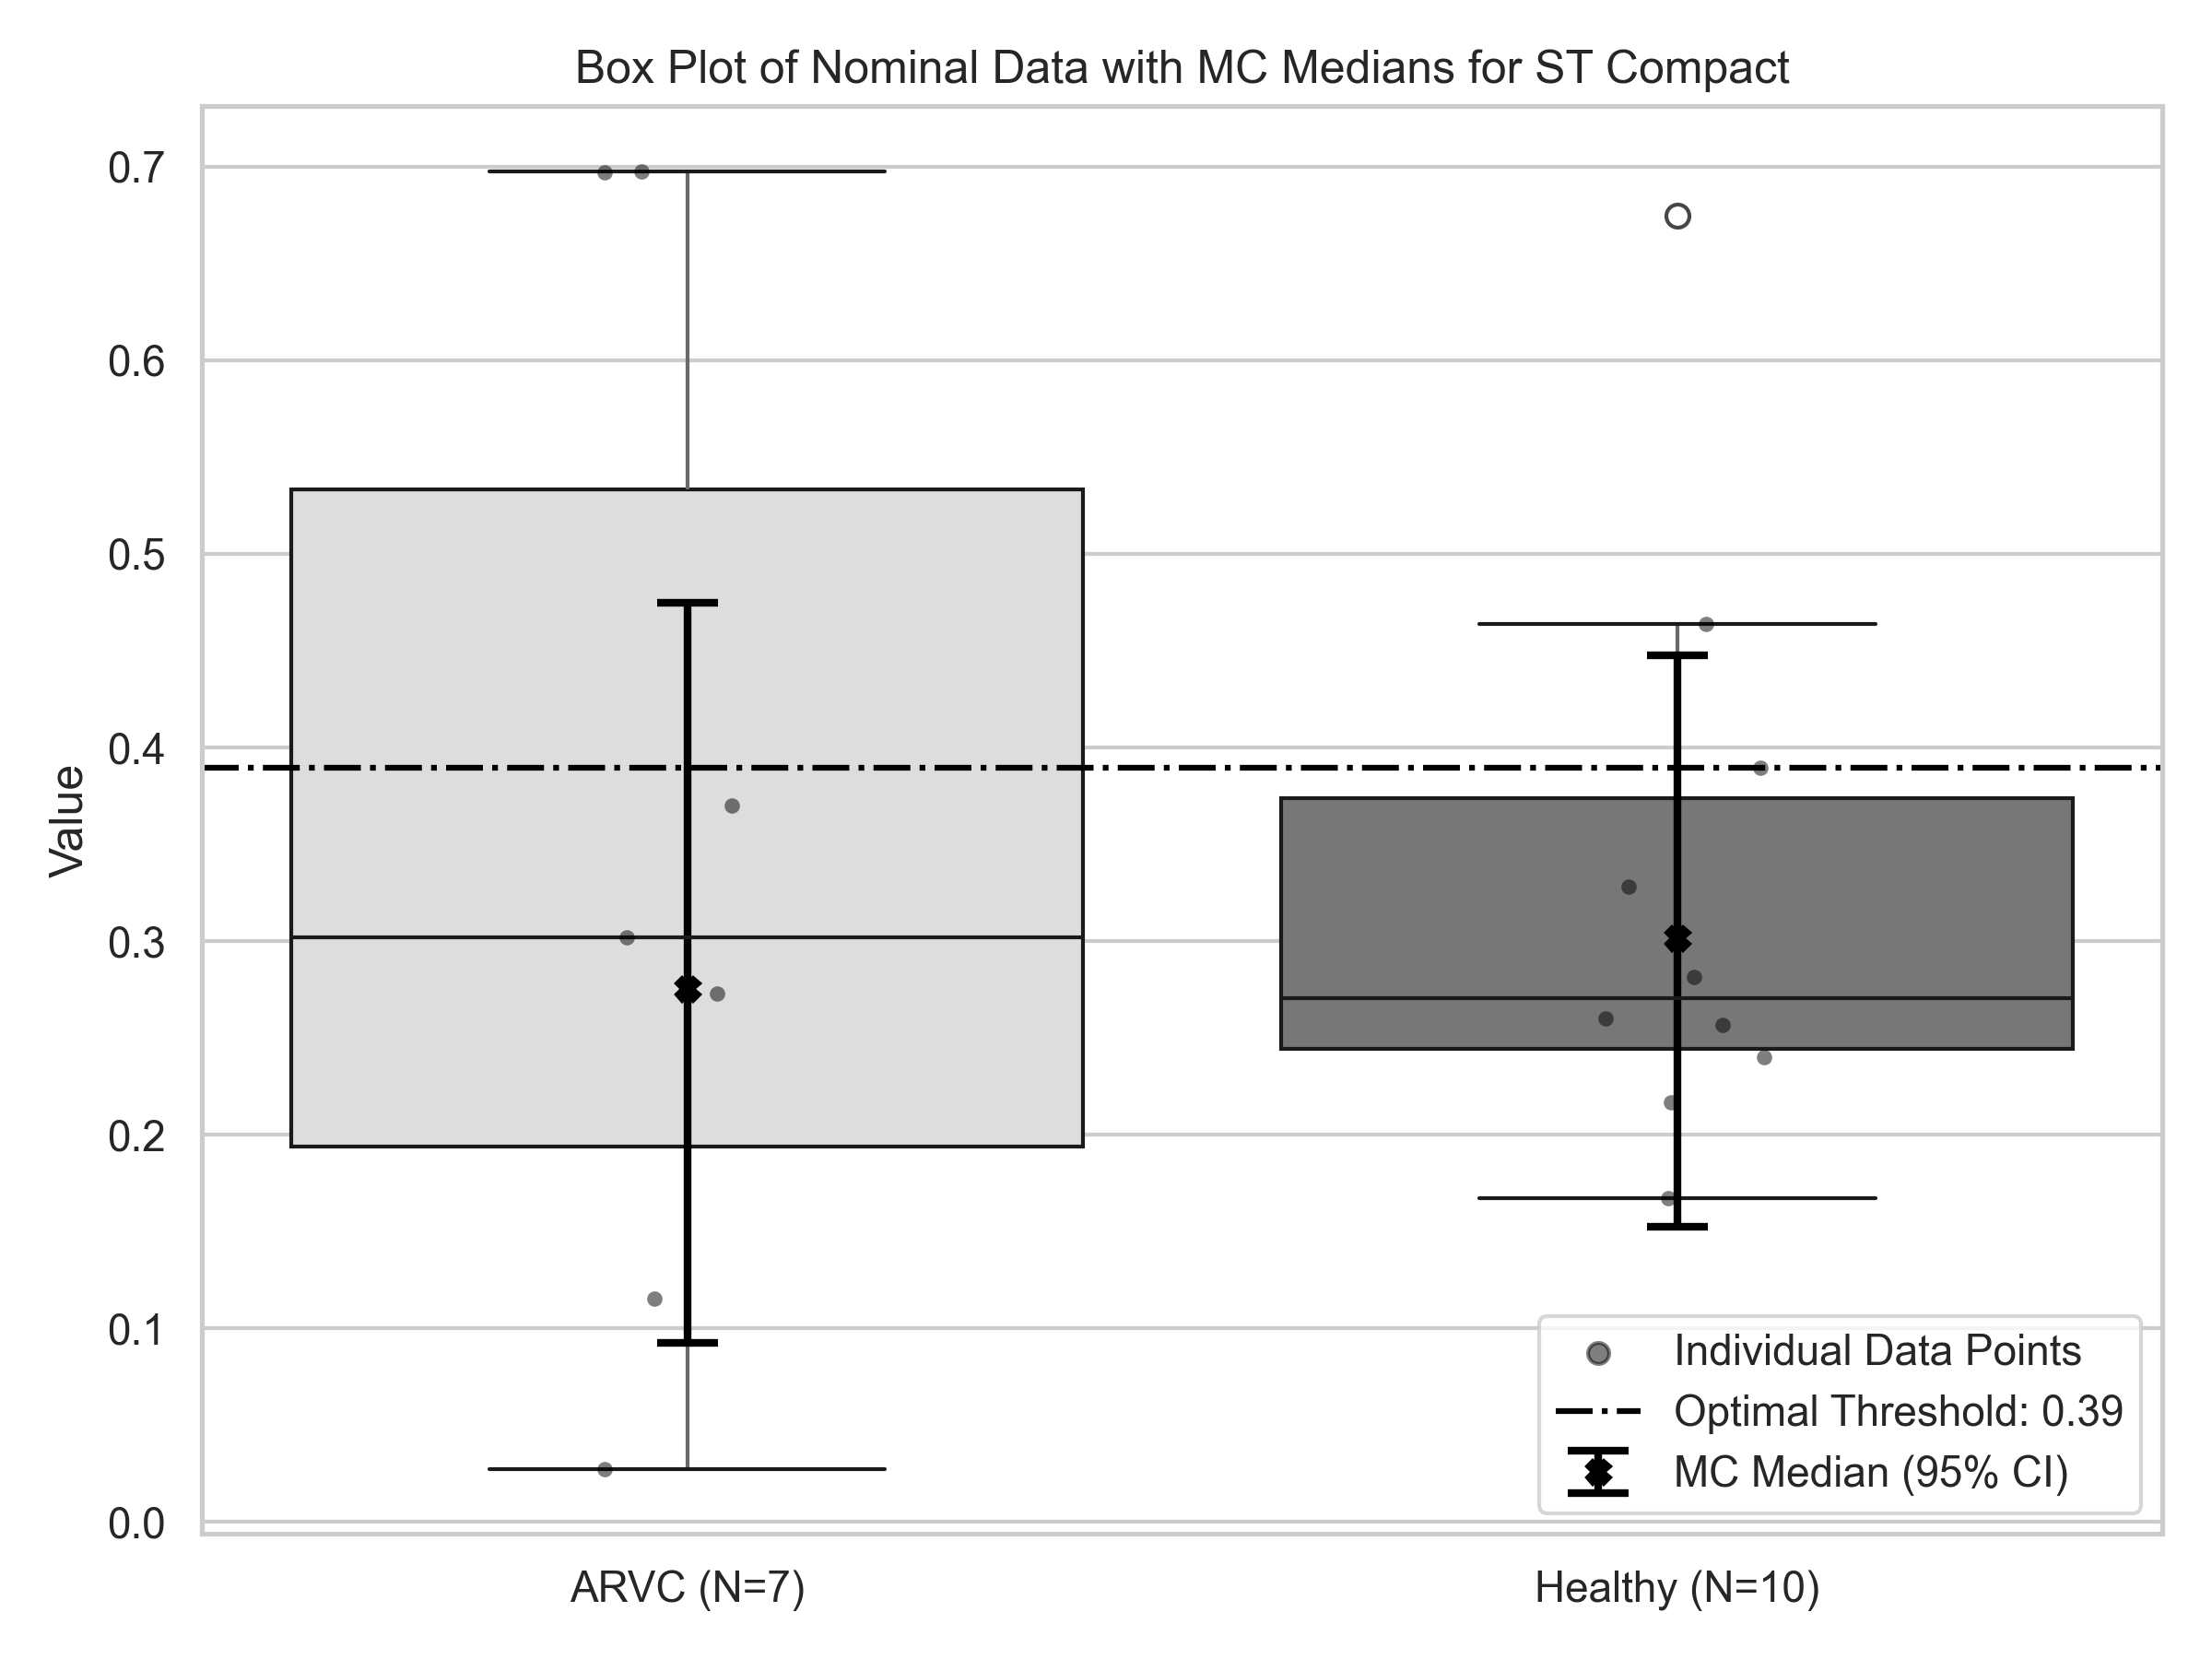 Box Plot of Nominal Data with MC Medians for ST Compact
Value
0.7
0.6
0.5
0.4
0.3
0.2
0.1
0.0
ARVC (N=7)
Healthy (N=10)
Individual Data Points
Optimal Threshold: 0.39
MC Median (95% CI)